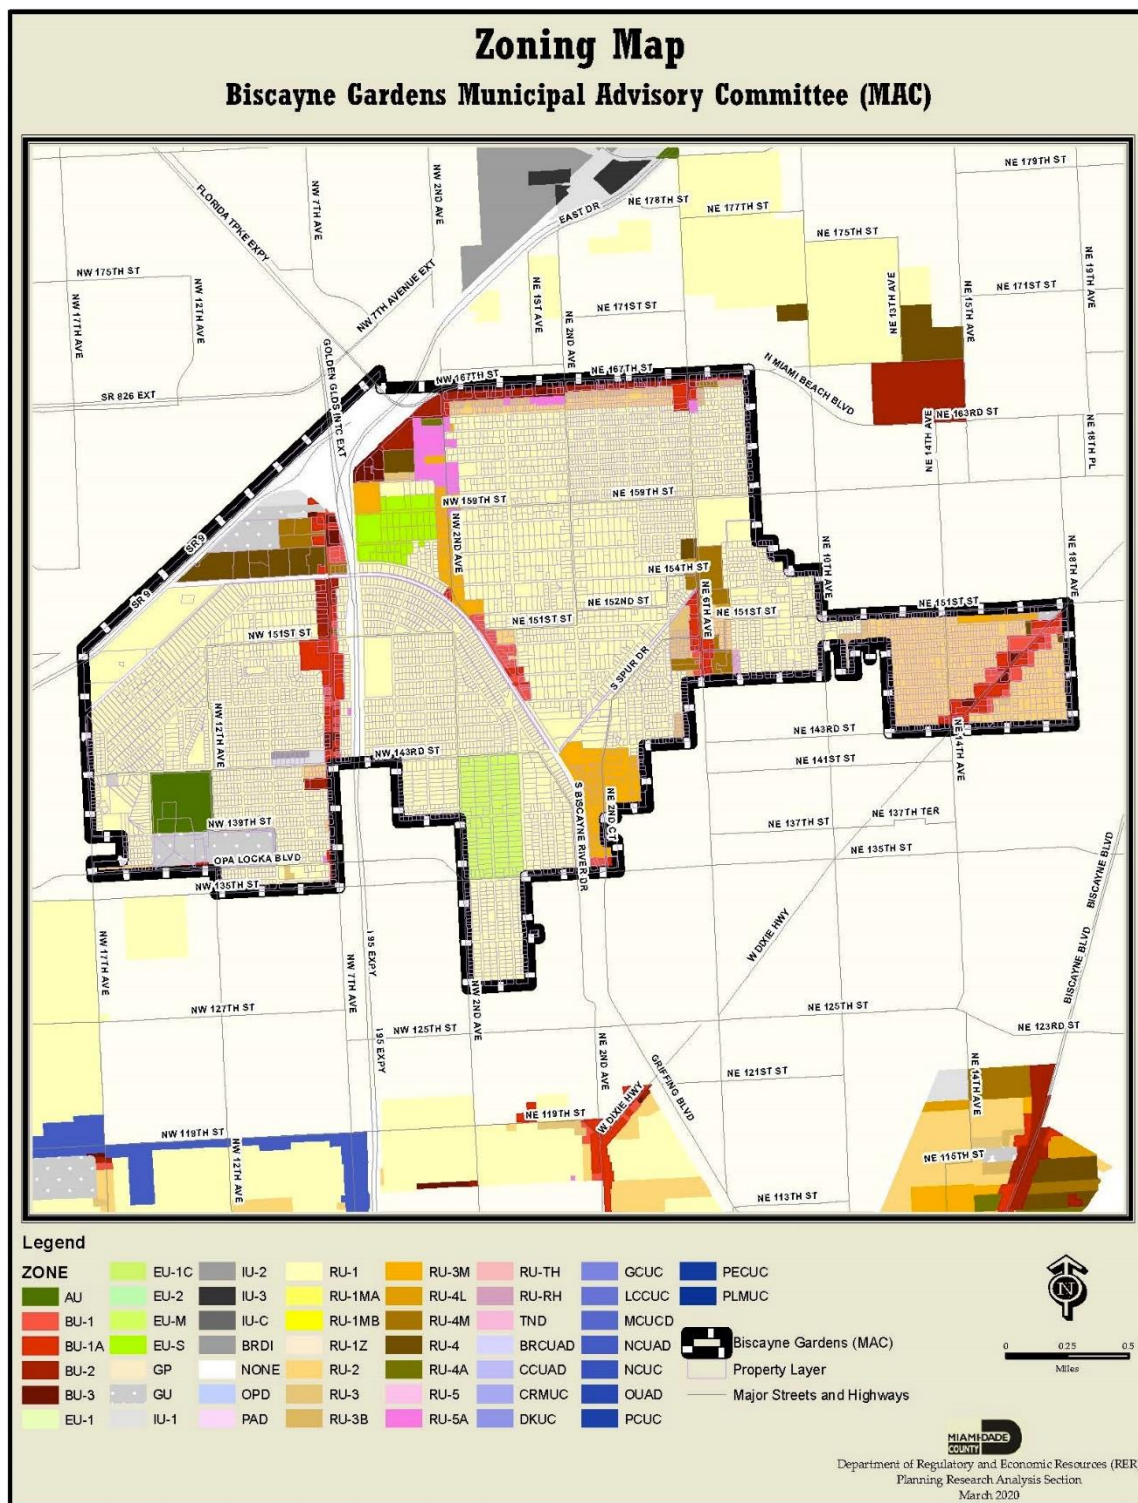 Zoning Map
Biscayne Gardens Municipal Advisory Committee (MAC)
NE 179TH ST
NW 2ND AVE
NW 7TH AVE
FLORIDA TPKE EXPY
EAST DR
NE 178TH ST
NE 177TH ST
NE 175TH ST
NW 175TH ST
NW 12TH AVE
NW 17TH AVE
NW 7TH AVENUE EXT
NE 1ST AVE
NE 2ND AVE
NE 171ST ST
NE 13TH AVE
NE 15TH AVE
NE 171ST ST
NE 19TH AVE
GOLDEN GLDS INTC EXT
NW 167TH ST
NE 167TH ST
N MIAMI BEACH BLVD
SR 826 EXT
NE 14TH AVE
NE 163RD ST
NE 18TH PL
NW 159TH ST
NE 159TH ST
SR 9
SR 9
NW 2ND AVE
NE 154TH ST
NE 10TH AVE
NE 18TH AVE
NE 152ND ST
NE 6TH AVE
NE 151ST ST
NE 151ST ST
NE 151ST ST
NW 151ST ST
S SPUR DR
NW 12TH AVE
NW 143RD ST
NE 143RD ST
NE 141ST ST
NE 14TH AVE
S BISCAYNE RIVER DR
NE 2ND CT
NW 139TH ST
NE 137TH ST
NE 137TH TER
OPA LOCKA BLVD
NE 135TH ST
NW 135TH ST
BISCAYNE BLVD
BISCAYNE BLVD
W DIXIE HWY
NW 17TH AVE
NW 7TH AVE
I 95 EXPY
NW 2ND AVE
NW 127TH ST
NW 125TH ST
NE 125TH ST
NE 123RD ST
I 95 EXPY
NE 2ND AVE
GRIFFING BLVD
NE 121ST ST
NE 14TH AVE
NE 119TH ST
W DIXIE HWY
NW 119TH ST
NW 12TH AVE
NE 115TH ST
NE 113TH ST
Legend
ZONE
AU
BU-1
BU-1A
BU-2
BU-3
EU-1
EU-1C
EU-2
EU-M
EU-S
GP
GU
IU-1
IU-2
IU-3
IU-C
BRDI
NONE
OPD
PAD
RU-1
RU-1MA
RU-1MB
RU-1Z
RU-2
RU-3
RU-3B
RU-3M
RU-4L
RU-4M
RU-4
RU-4A
RU-5
RU-5A
RU-TH
RU-RH
TND
BRCUAD
CCUAD
CRMUC
DKUC
GCUC
LCCUC
MCUCD
NCUAD
NCUC
OUAD
PCUC
PECUC
PLMUC
Biscayne Gardens (MAC)
Property Layer
Major Streets and Highways
N
0 0.25 0.5
Miles
MIAMI-DADE
COUNTY
Department of Regulatory and Economic Resources (RER
Planning Research Analysis Section
March 2020